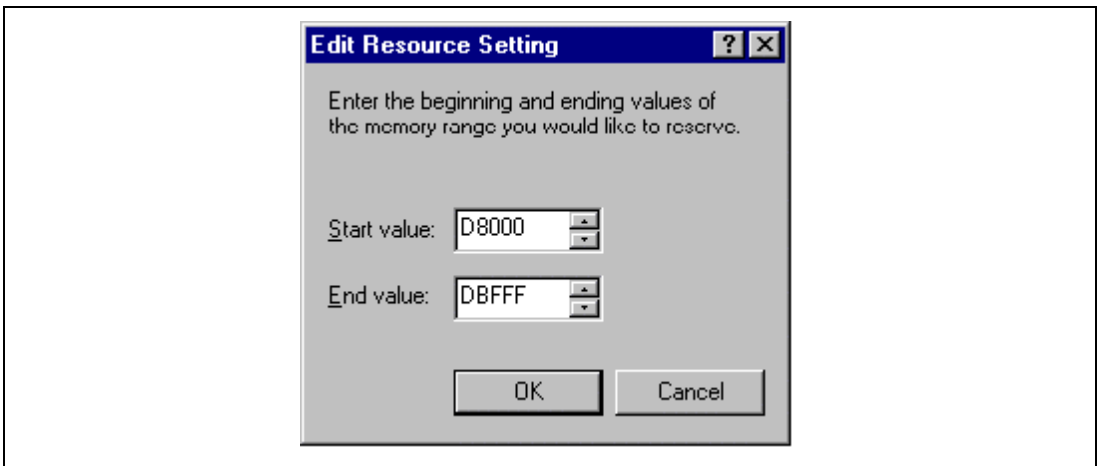 Edit Resource Setting
Enter the beginning and ending values of
the memory range you would like to reserve.
Start value: D8000
End value: DBFFF
OK Cancel